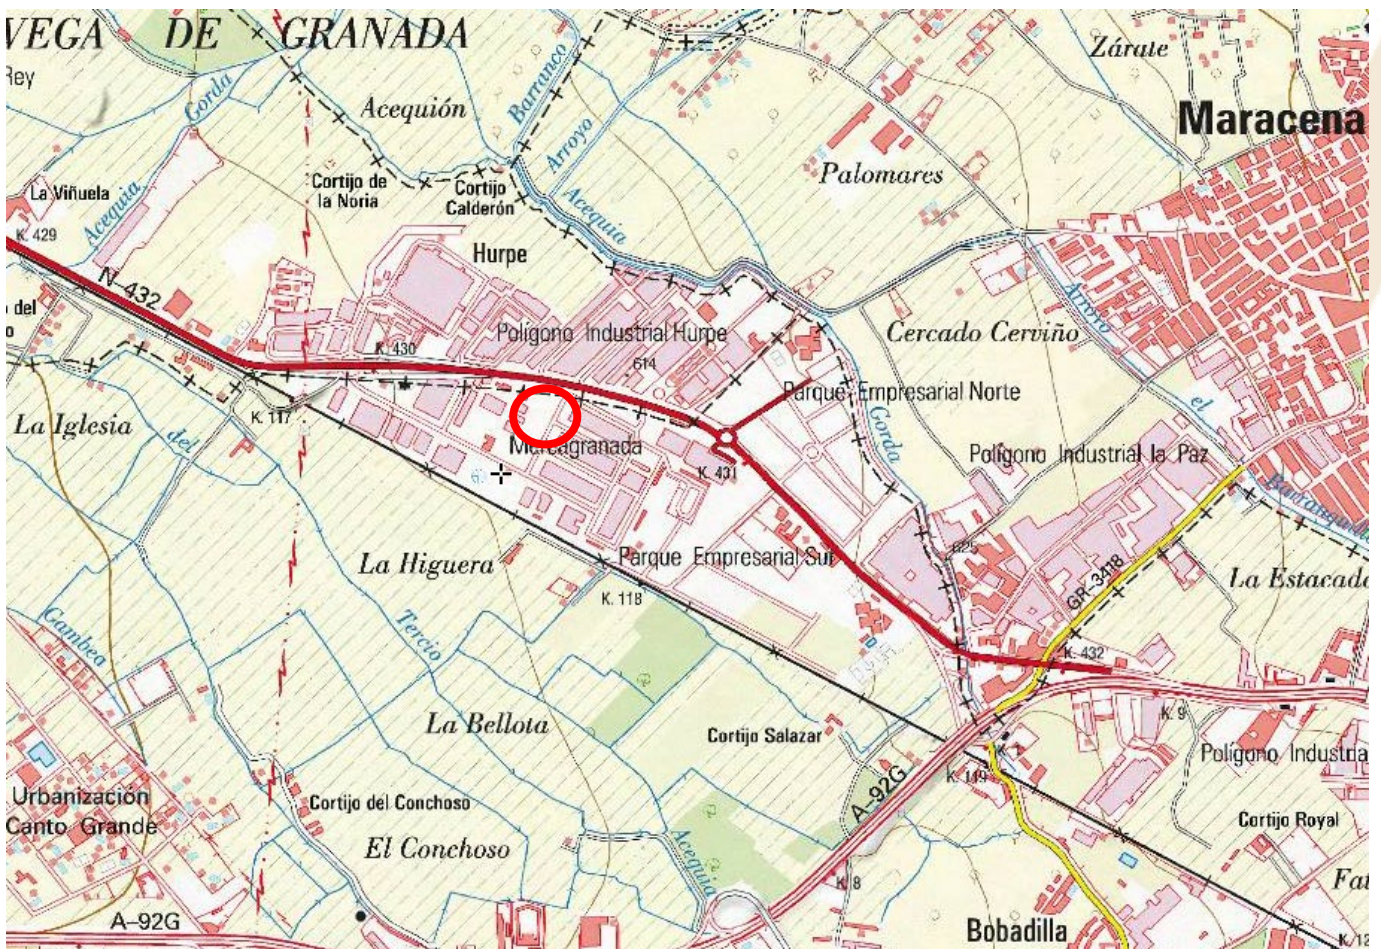 VEGA DE GRANADA
Rey
Acequia
Gorda
Acequión
Barranco
Arroyo
Zárate
Maracena
La Viñuela
Cortijo de
la Noria
Cortijo
Calderón
Acequia
Palomares
K. 429
Hurpe
N-432
del
Polígono Industrial Hurpe
K. 430
614
Cercado Cerviño
Arroyo
el
Parque Empresarial Norte
Gorda
La Iglesia
del
K. 117
Mercagranada
K. 431
Polígono Industrial la Paz
La Higuera
Parque Empresarial Sur
625
GR-3418
La Estacada
K. 118
Gambea
Tercio
K. 432
La Bellota
Cortijo Salazar
K. 9
K. 119
Urbanización
Canto Grande
Cortijo del Conchoso
A-92G
Cortijo Royal
El Conchoso
Acequia
K. 8
A-92G
Bobadilla